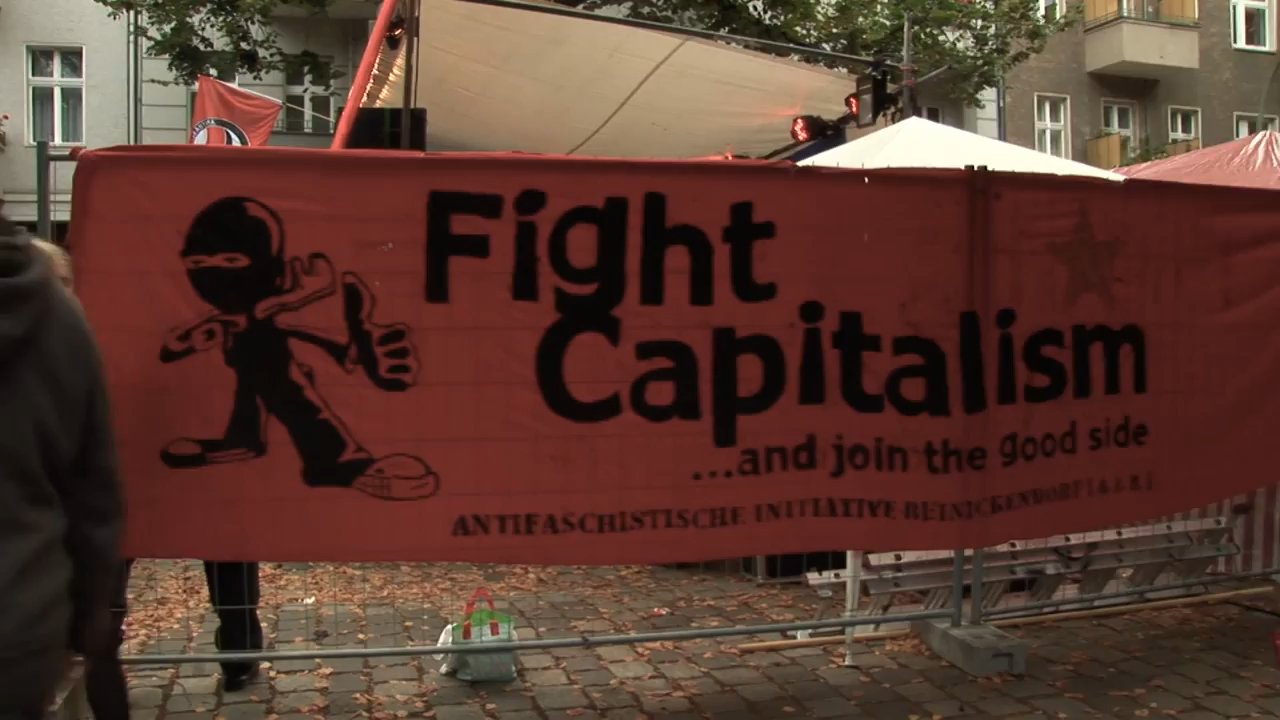 Fight
Capitalism
...and join the good side
ANTIFASCHISTISCHE INITIATIVE REINICKENDORF [A.I.R.]